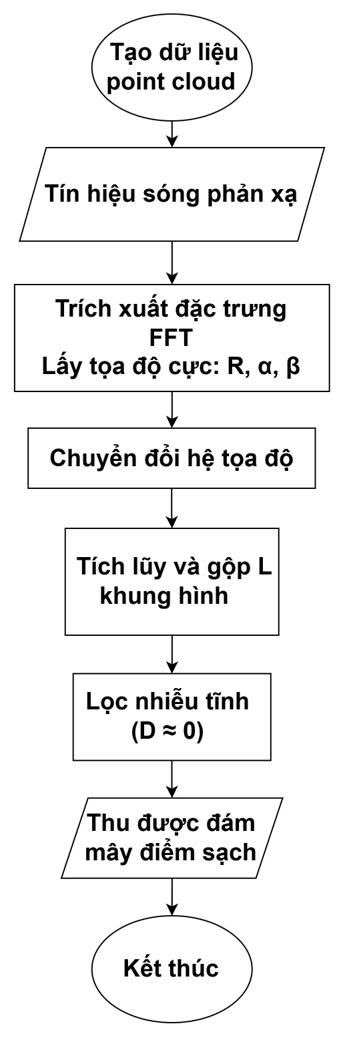 Tạo dữ liệu
point cloud
Tín hiệu sóng phản xạ
Trích xuất đặc trưng
FFT
Lấy tọa độ cực: R, α, β
Chuyển đổi hệ tọa độ
Tích lũy và gộp L
khung hình
Lọc nhiễu tĩnh
(D ≈ 0)
Thu được đám
mây điểm sạch
Kết thúc